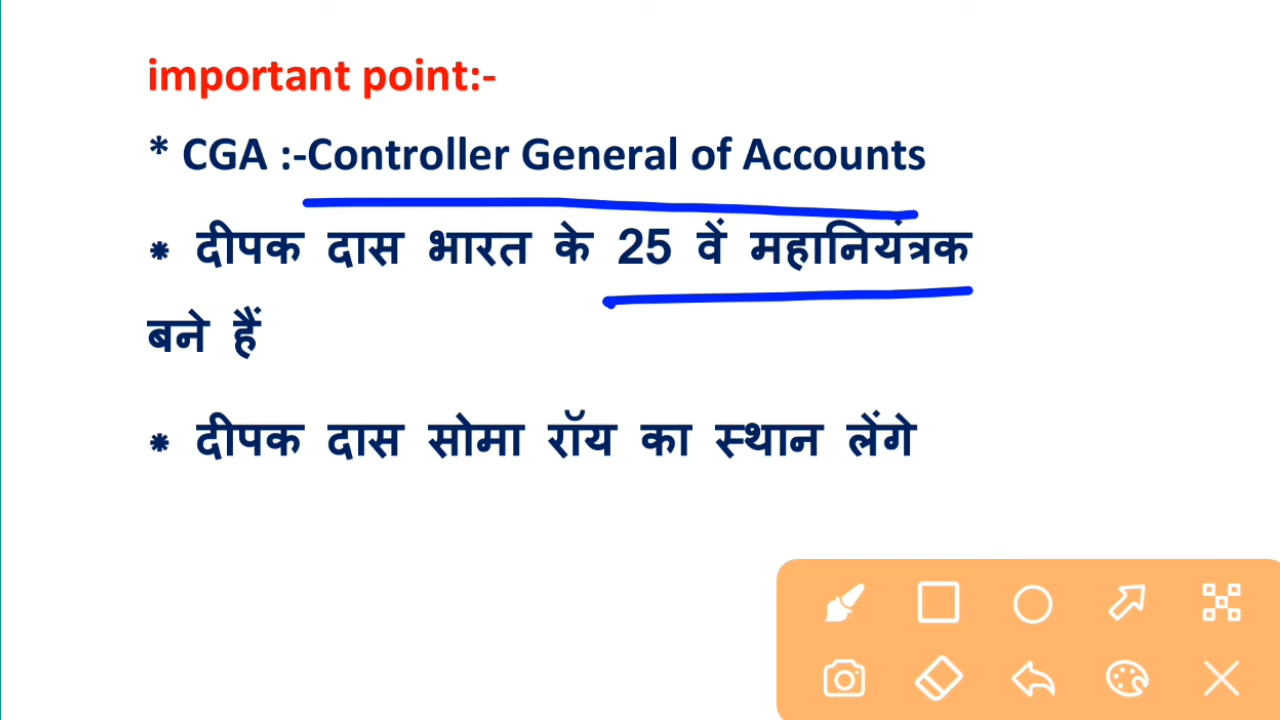 important point:-
* CGA :-Controller General of Accounts
* दीपक दास भारत के 25 वें महानियंत्रक
बने हैं
* दीपक दास सोमा रॉय का स्थान लेंगे